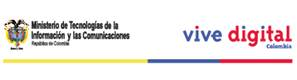 Ministerio de Tecnologías de la
Información y las Comunicaciones
República de Colombia
vive digital
Colombia